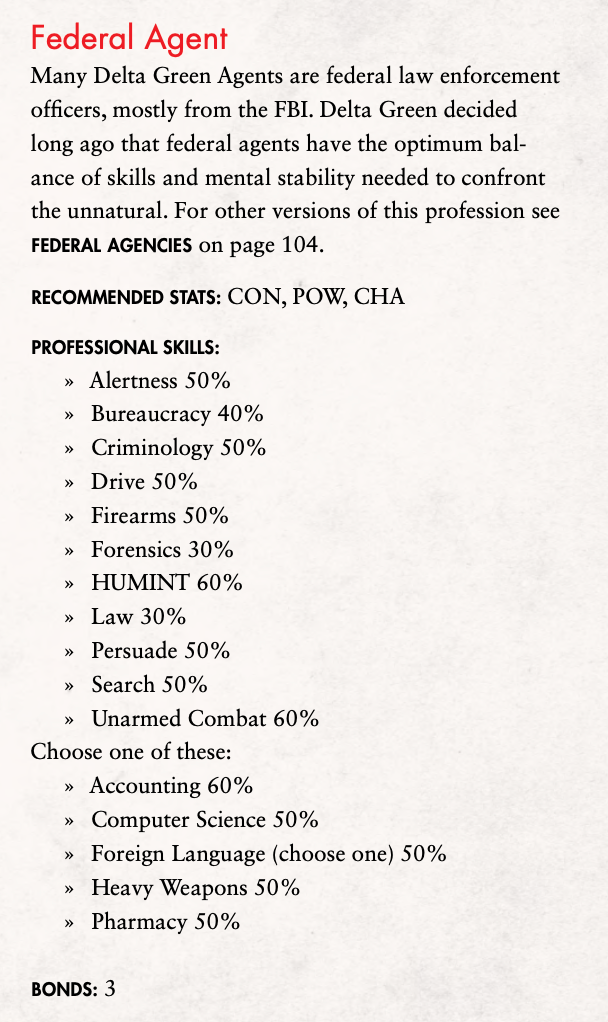 Federal Agent
Many Delta Green Agents are federal law enforcement
officers, mostly from the FBI. Delta Green decided
long ago that federal agents have the optimum bal-
ance of skills and mental stability needed to confront
the unnatural. For other versions of this profession see
FEDERAL AGENCIES on page 104.
RECOMMENDED STATS: CON, POW, CHA
PROFESSIONAL SKILLS:
» Alertness 50%
» Bureaucracy 40%
» Criminology 50%
» Drive 50%
» Firearms 50%
» Forensics 30%
» HUMINT 60%
» Law 30%
» Persuade 50%
» Search 50%
» Unarmed Combat 60%
Choose one of these:
» Accounting 60%
» Computer Science 50%
» Foreign Language (choose one) 50%
» Heavy Weapons 50%
» Pharmacy 50%
BONDS: 3